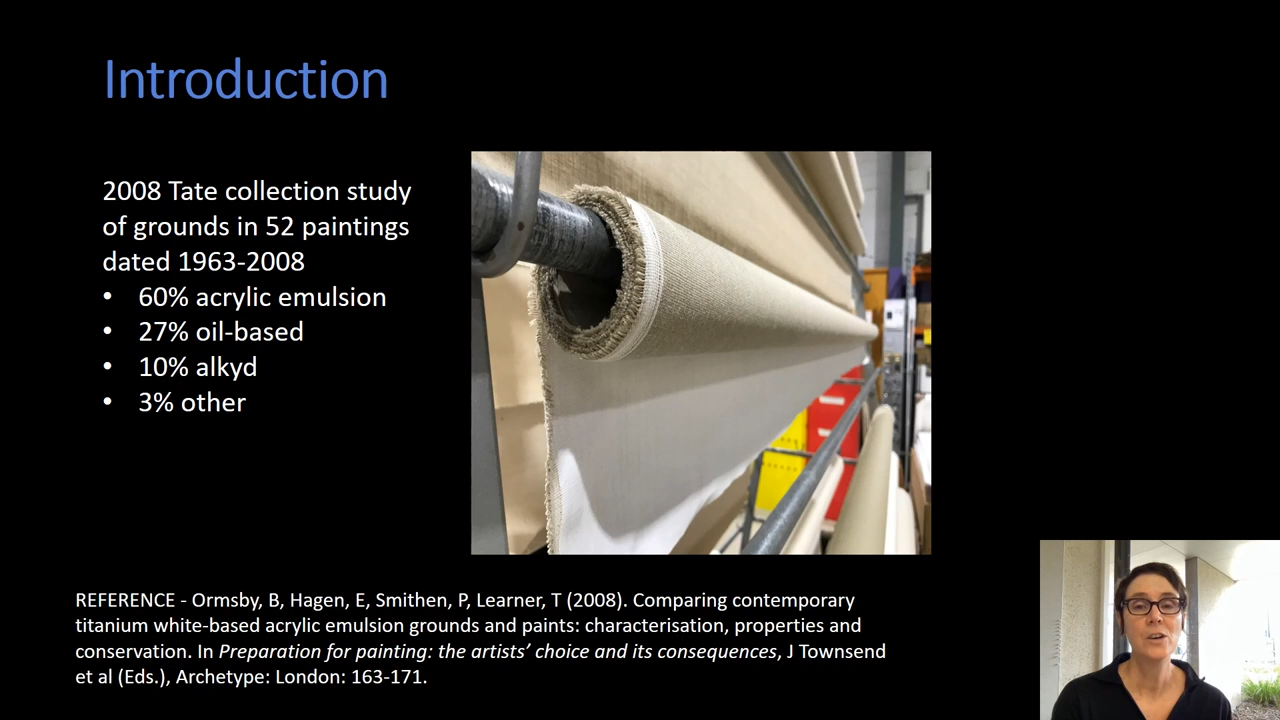 Introduction
2008 Tate collection study
of grounds in 52 paintings
dated 1963-2008
• 60% acrylic emulsion
• 27% oil-based
• 10% alkyd
• 3% other
REFERENCE - Ormsby, B, Hagen, E, Smithen, P, Learner, T (2008). Comparing contemporary
titanium white-based acrylic emulsion grounds and paints: characterisation, properties and
conservation. In Preparation for painting: the artists’ choice and its consequences, J Townsend
et al (Eds.), Archetype: London: 163-171.